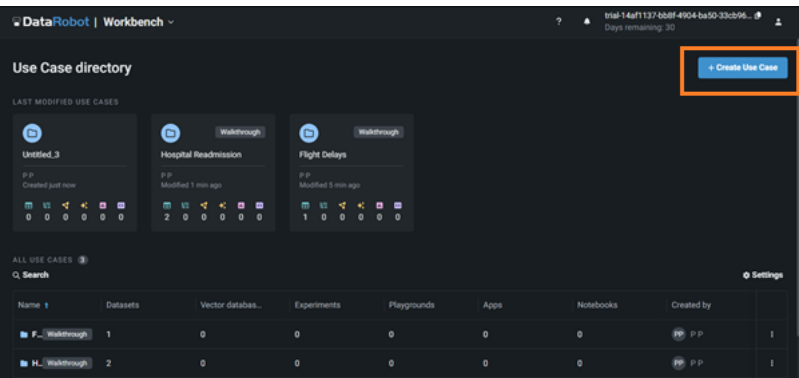 DataRobot | Workbench
?
trial-14af1137-bb8f-4904-ba50-33cb96...
Days remaining: 30
Use Case directory
+ Create Use Case
LAST MODIFIED USE CASES
Walkthrough Walkthrough
Untitled_3 Hospital Readmission Flight Delays
P P P P P P
Created just now Modified 1 min ago Modified 5 min ago
0 0 0 0 0 0 2 0 0 0 0 0 1 0 0 0 0 0
ALL USE CASES 3
Search Settings
Name Datasets Vector databas... Experiments Playgrounds Apps Notebooks Created by
F... Walkthrough 1 0 0 0 0 0 PP P P
H... Walkthrough 2 0 0 0 0 0 PP P P